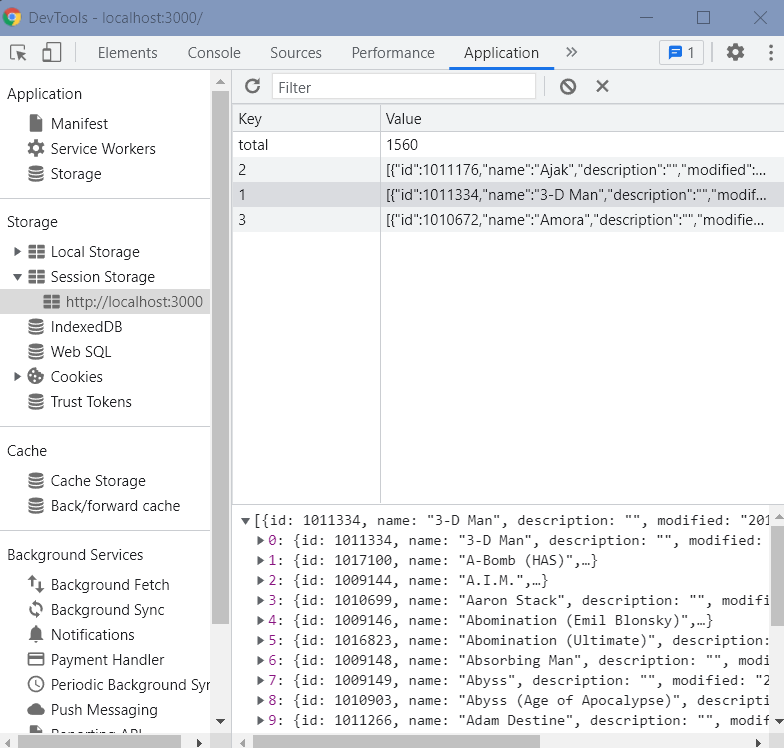 DevTools - localhost:3000/
Elements Console Sources Performance Application » 1
Filter
Application
Manifest
Service Workers
Storage
Storage
Local Storage
Session Storage
http://localhost:3000
IndexedDB
Web SQL
Cookies
Trust Tokens
Cache
Cache Storage
Back/forward cache
Background Services
Background Fetch
Background Sync
Notifications
Payment Handler
Periodic Background Syn
Push Messaging
Reporting API
Key Value
total 1560
2 [{"id":1011176,"name":"Ajak","description":"","modified":...
1 [{"id":1011334,"name":"3-D Man","description":"","modif...
3 [{"id":1010672,"name":"Amora","description":"","modifie...
[{id: 1011334, name: "3-D Man", description: "", modified: "201
0: {id: 1011334, name: "3-D Man", description: "", modified:
1: {id: 1017100, name: "A-Bomb (HAS)",…}
2: {id: 1009144, name: "A.I.M.",…}
3: {id: 1010699, name: "Aaron Stack", description: "", modifi
4: {id: 1009146, name: "Abomination (Emil Blonsky)",…}
5: {id: 1016823, name: "Abomination (Ultimate)", description:
6: {id: 1009148, name: "Absorbing Man", description: "", modi
7: {id: 1009149, name: "Abyss", description: "", modified: "2
8: {id: 1010903, name: "Abyss (Age of Apocalypse)", descripti
9: {id: 1011266, name: "Adam Destine", description: "", modif